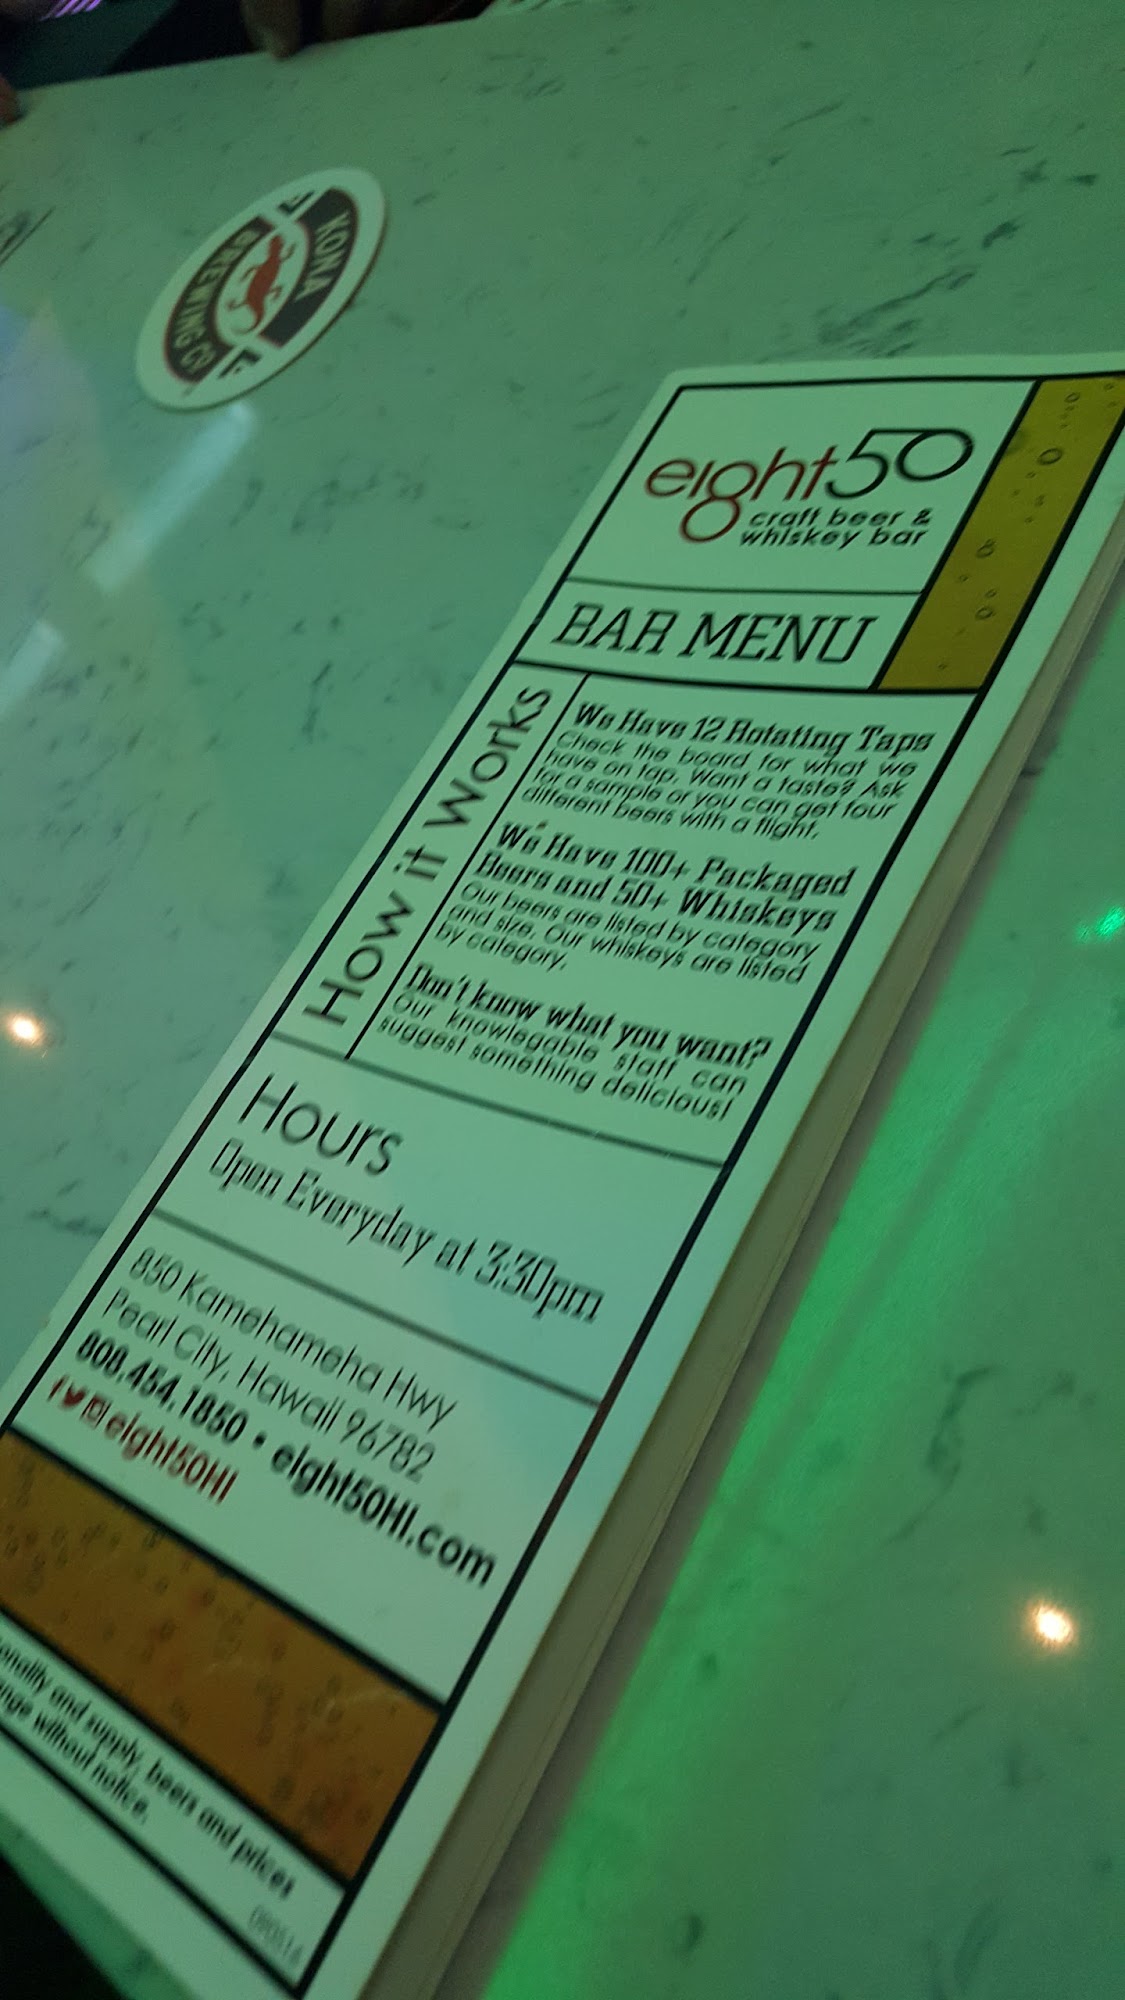 KONA
BREWING CO
eight50
craft beer &
whiskey bar
BAR MENU
How it Works
We Have 12 Rotating Taps
Check the board for what we
have on tap. Want a taste? Ask
for a sample or you can get four
different beers with a flight.
We Have 100+ Packaged
Beers and 50+ Whiskeys
Our beers are listed by category
and size. Our whiskeys are listed
by category.
Don't know what you want?
Our knowlegable staff can
suggest something delicious!
Hours
Open Everyday at 3:30pm
850 Kamehameha Hwy
Pearl City, Hawaii 96782
808.454.1850 • eight50HI.com
eight50HI
and supply, beers and prices
without notice.